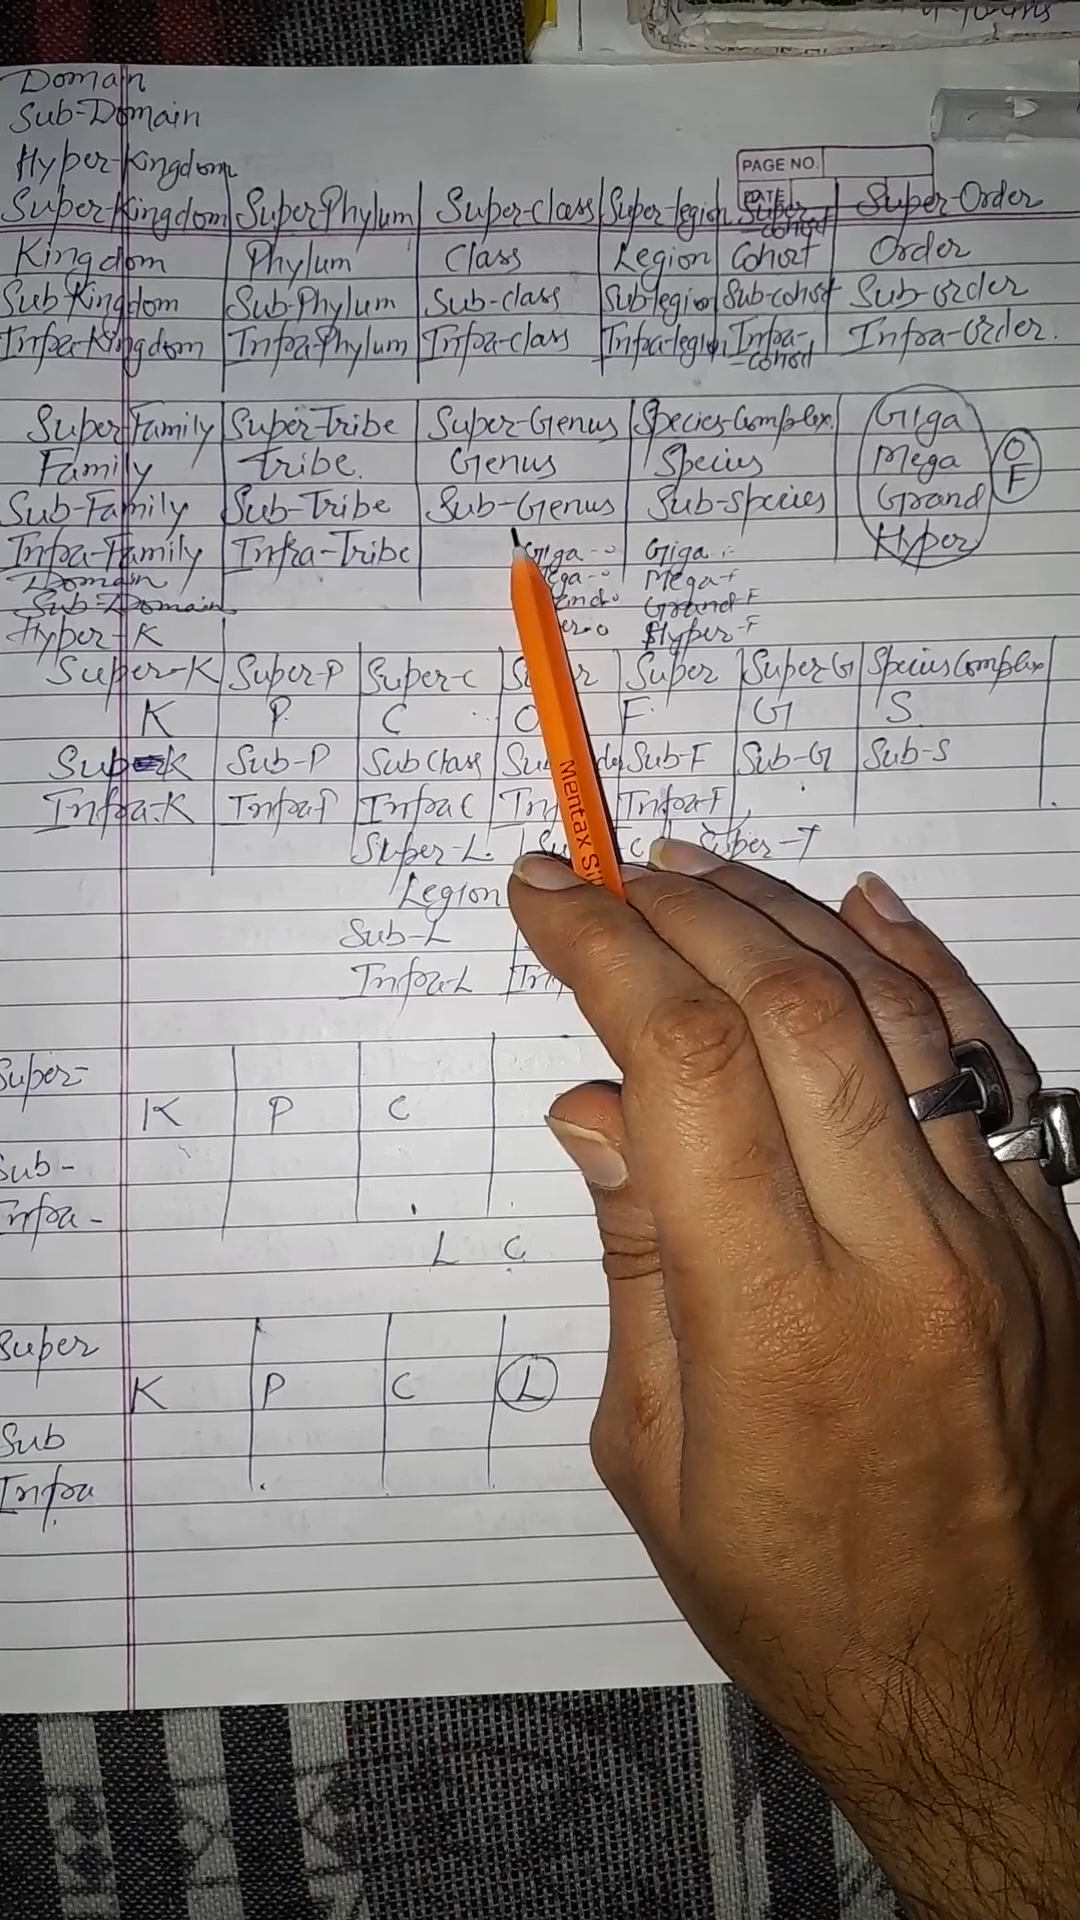 Domain
Sub-Domain
Hyper-Kingdom
PAGE NO.
DATE
Super-Kingdom Super-Phylum Super-class Super-legion Super-cohort Super-Order
Kingdom Phylum Class Legion Cohort Order
Sub Kingdom Sub-Phylum Sub-class Sub-legion Sub-cohort Sub-order
Infra-Kingdom Infra-Phylum Infra-class Infra-legion Infra-cohort Infra-Order.
Super Family Super-Tribe Super-Genus Species-Complex. Giga
Family Tribe. Genus Species Mega O
Sub-Family Sub-Tribe Sub-Genus Sub-species Grand F
Infra-Family Infra-Tribe Hyper
Giga-o Giga :-
Domain Mega-F
Sub-Domain Grand-F
Hyper-K Hyper-F
Super-K Super-P Super-C Super Super-G Species Complex
K P. C O F G S.
Sub-K Sub-P Sub Class Sub-F Sub-G Sub-S
Infra-K Infra-P Infra C Infra-F
Super-L. Super-T
Legion
Sub-L
Infra-L
Super-
K P C
Sub-
Infra-
L C
Super
K P C L
Sub
Infra
Mentax